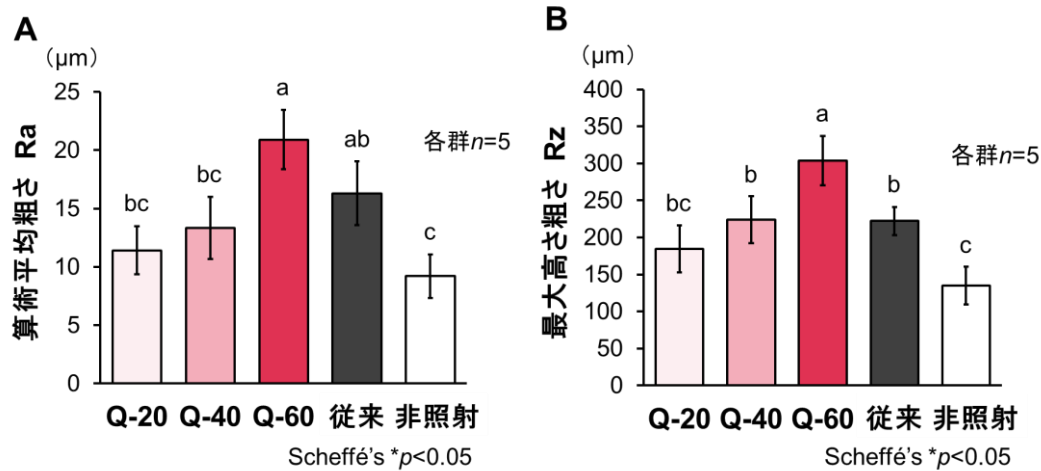 A
（μm）
算術平均粗さ Ra
25
20
15
10
5
0
bc
bc
a
ab
c
各群n=5
Q-20 Q-40 Q-60 従来 非照射
Scheffé's *p<0.05
B
（μm）
最大高さ粗さ Rz
400
350
300
250
200
150
100
50
0
bc
b
a
b
c
各群n=5
Q-20 Q-40 Q-60 従来 非照射
Scheffé's *p<0.05